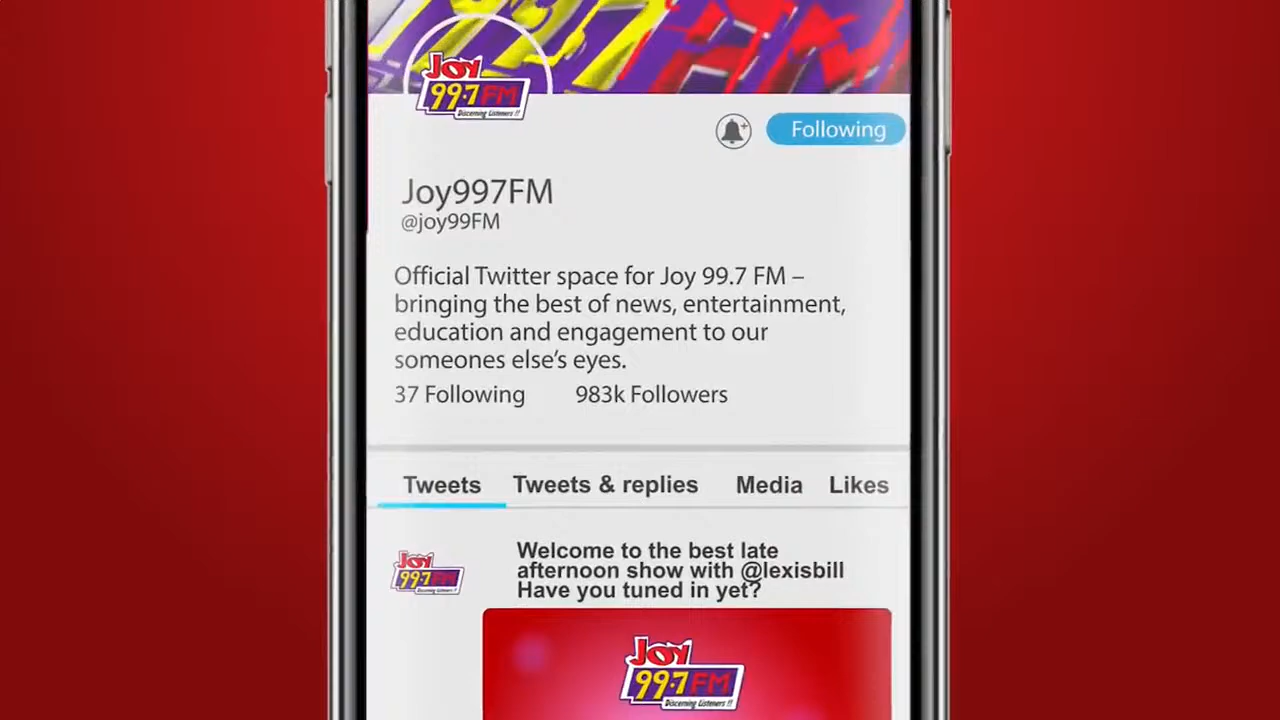 Joy
99.7 FM
Discerning Listeners !!
Following
Joy997FM
@joy99FM
Official Twitter space for Joy 99.7 FM –
bringing the best of news, entertainment,
education and engagement to our
someones else’s eyes.
37 Following 983k Followers
Tweets Tweets & replies Media Likes
Welcome to the best late
afternoon show with @lexisbill
Have you tuned in yet?
Joy
99.7 FM
Discerning Listeners !!
Joy
99.7 FM
Discerning Listeners !!